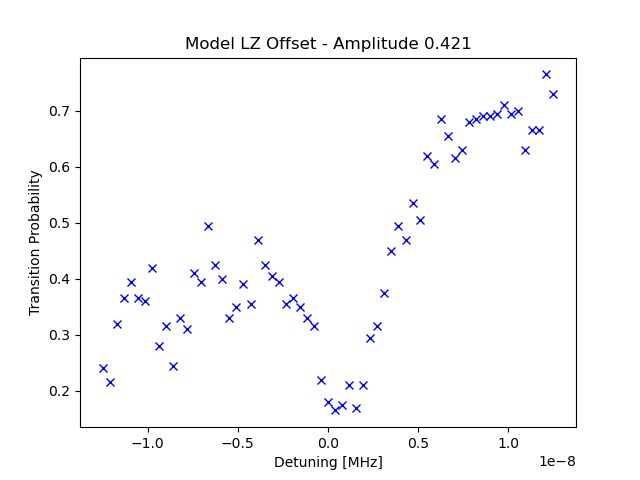 Model LZ Offset - Amplitude 0.421
Transition Probability
0.7
0.6
0.5
0.4
0.3
0.2
−1.0 −0.5 0.0 0.5 1.0
1e−8
Detuning [MHz]